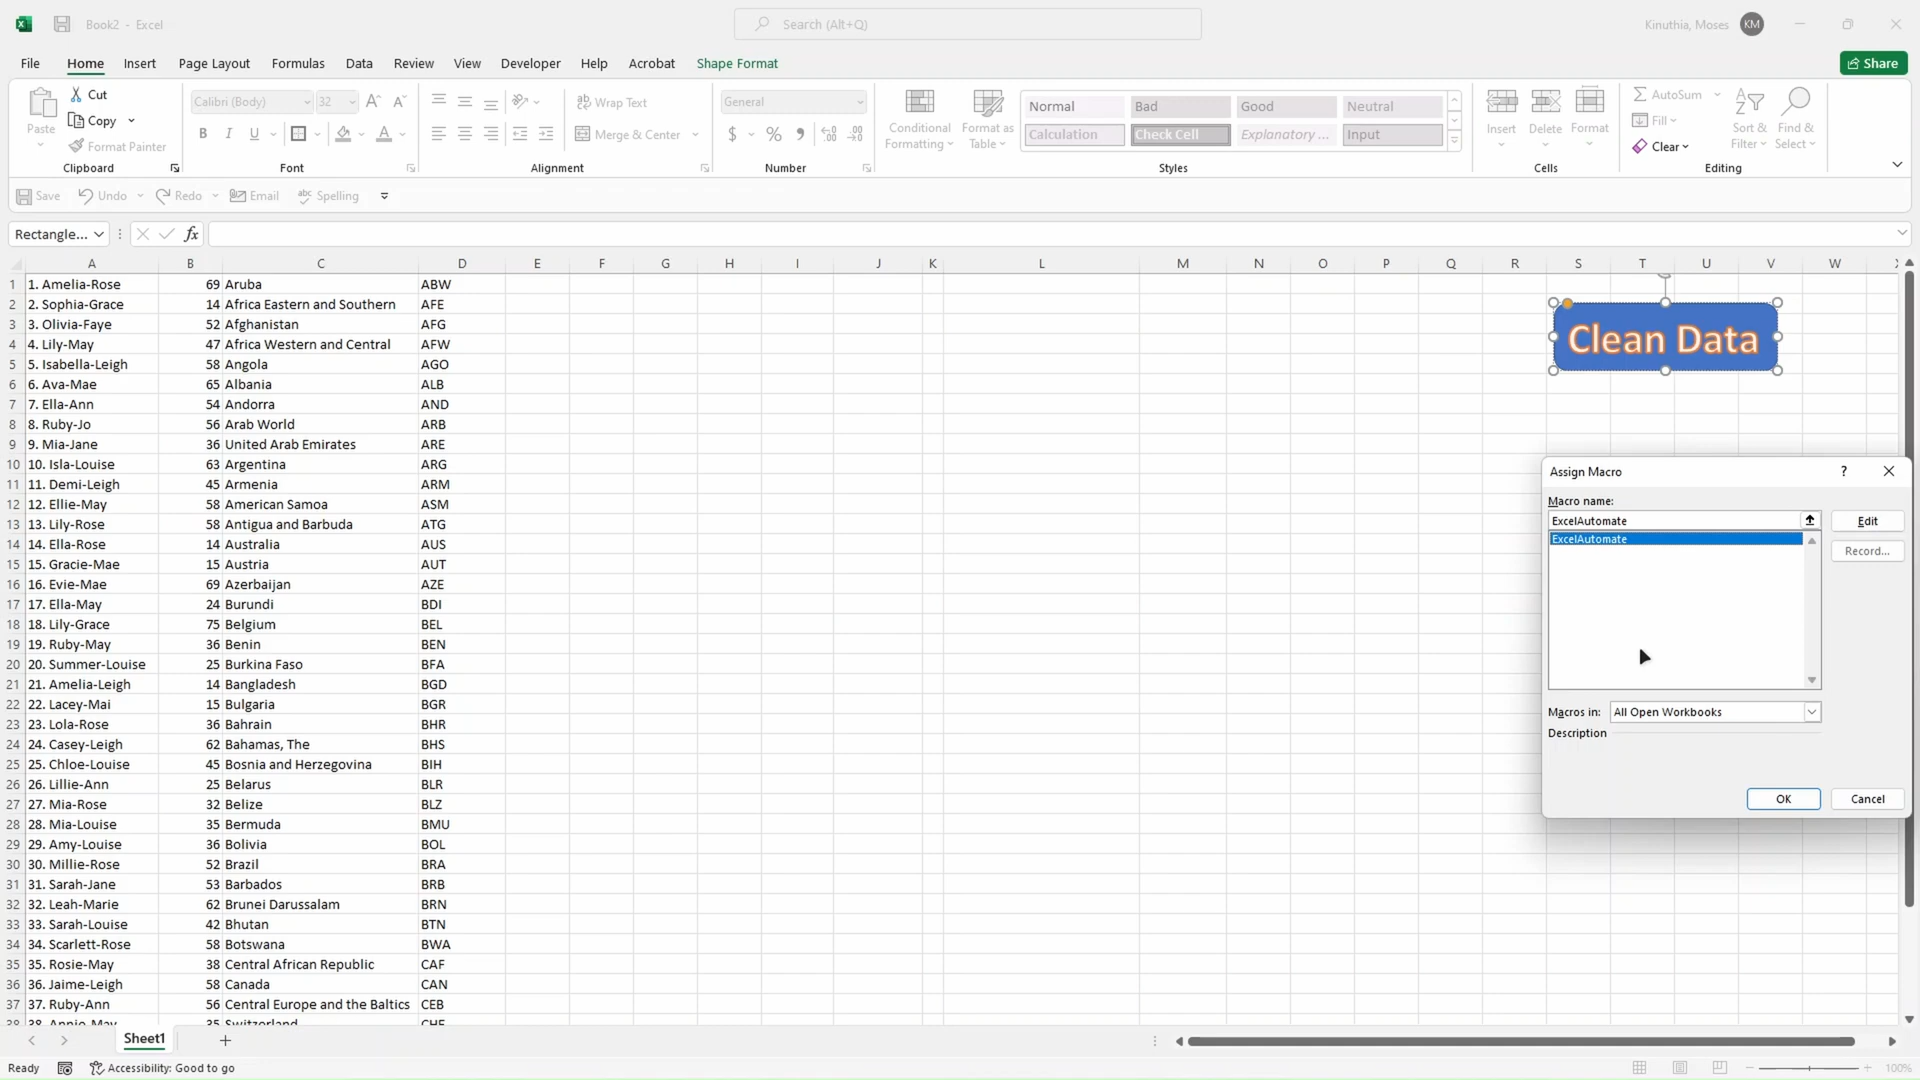 Book2 - Excel
Search (Alt+Q)
Kinuthia, Moses KM
File Home Insert Page Layout Formulas Data Review View Developer Help Acrobat Shape Format
Share
Paste
Cut
Copy
Format Painter
Clipboard
Calibri (Body) 32
B I U
Font
Wrap Text
Merge & Center
Alignment
General
$ % ,
Number
Conditional Formatting
Format as Table
Normal Bad Good Neutral
Calculation Check Cell Explanatory ... Input
Styles
Insert Delete Format
Cells
AutoSum
Fill
Clear
Sort & Filter
Find & Select
Editing
Save Undo Redo Email Spelling
Rectangle... fx
A B C D E F G H I J K L M N O P Q R S T U V W
1 1. Amelia-Rose 69 Aruba ABW
2 2. Sophia-Grace 14 Africa Eastern and Southern AFE
3 3. Olivia-Faye 52 Afghanistan AFG
4 4. Lily-May 47 Africa Western and Central AFW
5 5. Isabella-Leigh 58 Angola AGO
6 6. Ava-Mae 65 Albania ALB
7 7. Ella-Ann 54 Andorra AND
8 8. Ruby-Jo 56 Arab World ARB
9 9. Mia-Jane 36 United Arab Emirates ARE
10 10. Isla-Louise 63 Argentina ARG
11 11. Demi-Leigh 45 Armenia ARM
12 12. Ellie-May 58 American Samoa ASM
13 13. Lily-Rose 58 Antigua and Barbuda ATG
14 14. Ella-Rose 14 Australia AUS
15 15. Gracie-Mae 15 Austria AUT
16 16. Evie-Mae 69 Azerbaijan AZE
17 17. Ella-May 24 Burundi BDI
18 18. Lily-Grace 75 Belgium BEL
19 19. Ruby-May 36 Benin BEN
20 20. Summer-Louise 25 Burkina Faso BFA
21 21. Amelia-Leigh 14 Bangladesh BGD
22 22. Lacey-Mai 15 Bulgaria BGR
23 23. Lola-Rose 36 Bahrain BHR
24 24. Casey-Leigh 62 Bahamas, The BHS
25 25. Chloe-Louise 45 Bosnia and Herzegovina BIH
26 26. Lillie-Ann 25 Belarus BLR
27 27. Mia-Rose 32 Belize BLZ
28 28. Mia-Louise 35 Bermuda BMU
29 29. Amy-Louise 36 Bolivia BOL
30 30. Millie-Rose 52 Brazil BRA
31 31. Sarah-Jane 53 Barbados BRB
32 32. Leah-Marie 62 Brunei Darussalam BRN
33 33. Sarah-Louise 42 Bhutan BTN
34 34. Scarlett-Rose 58 Botswana BWA
35 35. Rosie-May 38 Central African Republic CAF
36 36. Jaime-Leigh 58 Canada CAN
37 37. Ruby-Ann 56 Central Europe and the Baltics CEB
38 38. Annie-May 35 Switzerland CHE
Clean Data
Assign Macro ?
Macro name:
ExcelAutomate
ExcelAutomate
Edit
Record...
Macros in: All Open Workbooks
Description
OK Cancel
Sheet1
Ready Accessibility: Good to go
100%